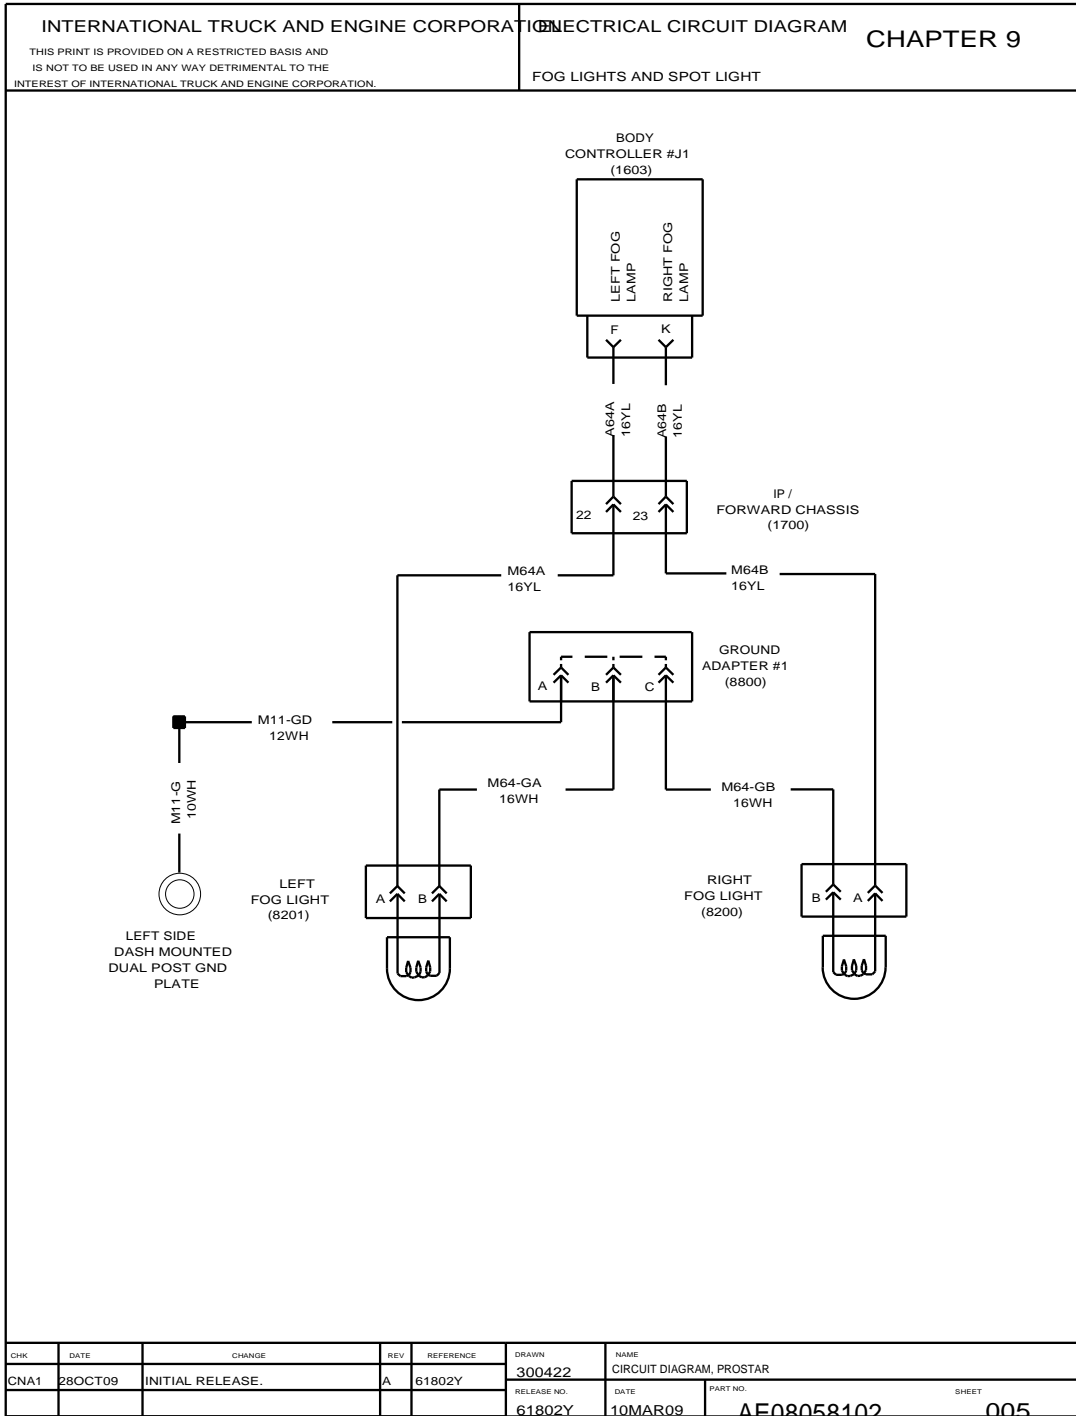 INTERNATIONAL TRUCK AND ENGINE CORPORATION
THIS PRINT IS PROVIDED ON A RESTRICTED BASIS AND
IS NOT TO BE USED IN ANY WAY DETRIMENTAL TO THE
INTEREST OF INTERNATIONAL TRUCK AND ENGINE CORPORATION.
ELECTRICAL CIRCUIT DIAGRAM
FOG LIGHTS AND SPOT LIGHT
CHAPTER 9
BODY
CONTROLLER #J1
(1603)
LEFT FOG
LAMP
RIGHT FOG
LAMP
F
K
A64A
16YL
A64B
16YL
22
23
IP /
FORWARD CHASSIS
(1700)
M64A
16YL
M64B
16YL
A
B
C
GROUND
ADAPTER #1
(8800)
M11-GD
12WH
M64-GA
16WH
M64-GB
16WH
M11-G
10WH
LEFT
FOG LIGHT
(8201)
A
B
RIGHT
FOG LIGHT
(8200)
B
A
LEFT SIDE
DASH MOUNTED
DUAL POST GND
PLATE
CHK
DATE
CHANGE
REV
REFERENCE
CNA1
28OCT09
INITIAL RELEASE.
A
61802Y
DRAWN
300422
NAME
CIRCUIT DIAGRAM, PROSTAR
RELEASE NO.
61802Y
DATE
10MAR09
PART NO.
AE08058102
SHEET
005